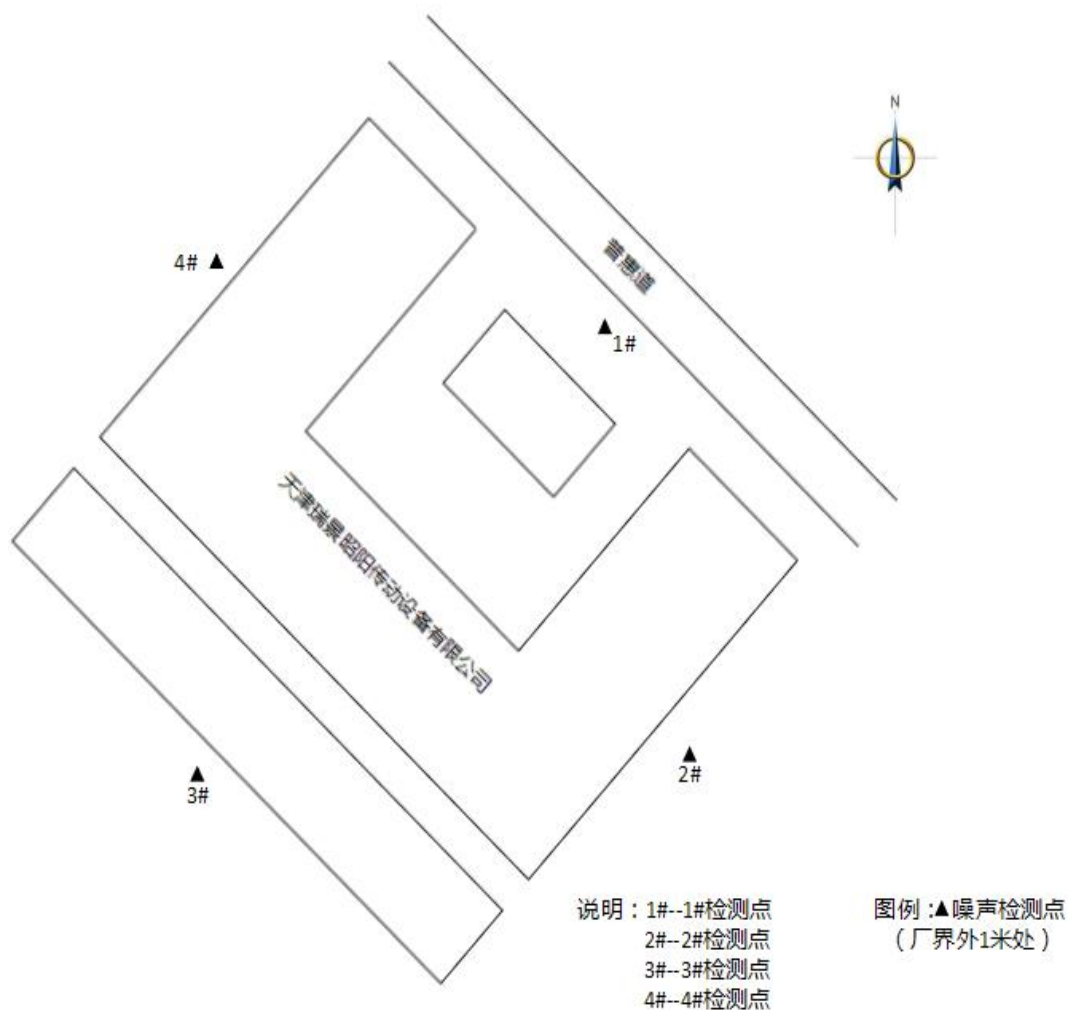 N
普惠道
4# ▲
▲1#
天津瑞景昭阳传动设备有限公司
▲
2#
▲
3#
说明：1#--1#检测点
2#--2#检测点
3#--3#检测点
4#--4#检测点
图例：▲噪声检测点
（厂界外1米处）